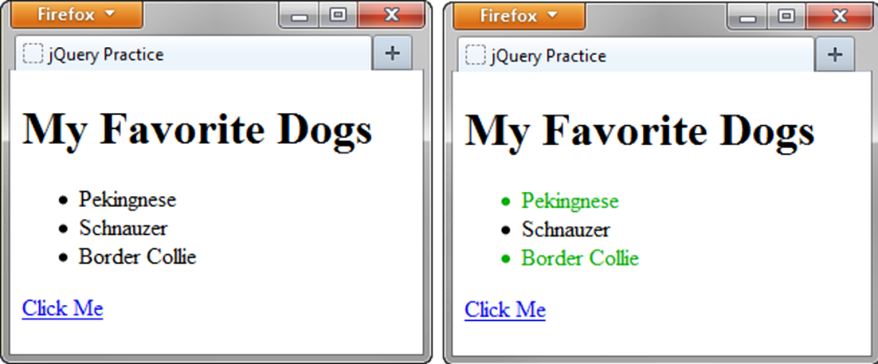 Firefox
jQuery Practice
My Favorite Dogs
Pekingnese
Schnauzer
Border Collie
Click Me
Firefox
jQuery Practice
My Favorite Dogs
Pekingnese
Schnauzer
Border Collie
Click Me